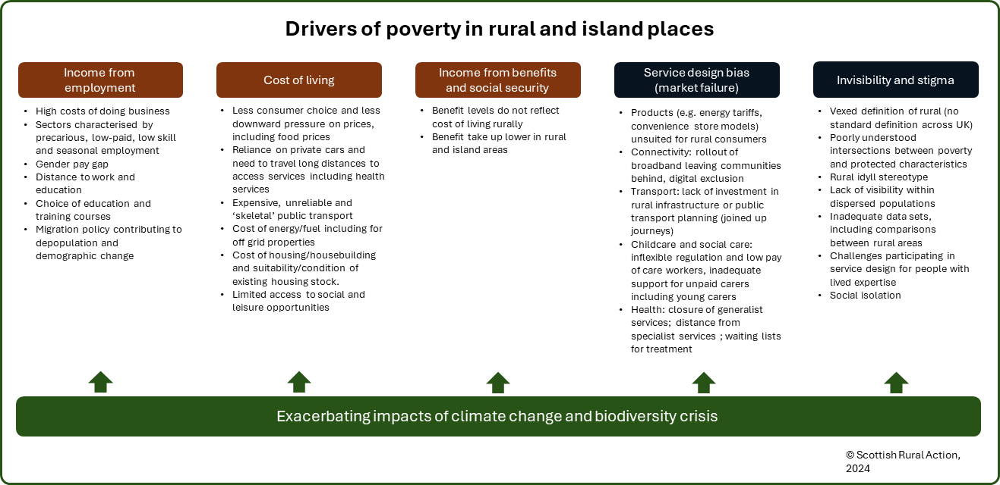 Drivers of poverty in rural and island places
Income from
employment
• High costs of doing business
• Sectors characterised by
precarious, low-paid, low skill
and seasonal employment
• Gender pay gap
• Distance to work and
education
• Choice of education and
training courses
• Migration policy contributing to
depopulation and
demographic change
Cost of living
• Less consumer choice and less
downward pressure on prices,
including food prices
• Reliance on private cars and
need to travel long distances to
access services including health
services
• Expensive, unreliable and
‘skeletal’ public transport
• Cost of energy/fuel including for
off grid properties
• Cost of housing/housebuilding
and suitability/condition of
existing housing stock.
• Limited access to social and
leisure opportunities
Income from benefits
and social security
• Benefit levels do not reflect
cost of living rurally
• Benefit take up lower in rural
and island areas
Service design bias
(market failure)
• Products (e.g. energy tariffs,
convenience store models)
unsuited for rural consumers
• Connectivity: rollout of
broadband leaving communities
behind, digital exclusion
• Transport: lack of investment in
rural infrastructure or public
transport planning (joined up
journeys)
• Childcare and social care:
inflexible regulation and low pay
of care workers, inadequate
support for unpaid carers
including young carers
• Health: closure of generalist
services; distance from
specialist services ; waiting lists
for treatment
Invisibility and stigma
• Vexed definition of rural (no
standard definition across UK)
• Poorly understood
intersections between poverty
and protected characteristics
• Rural idyll stereotype
• Lack of visibility within
dispersed populations
• Inadequate data sets,
including comparisons
between rural areas
• Challenges participating in
service design for people with
lived expertise
• Social isolation
Exacerbating impacts of climate change and biodiversity crisis
© Scottish Rural Action,
2024